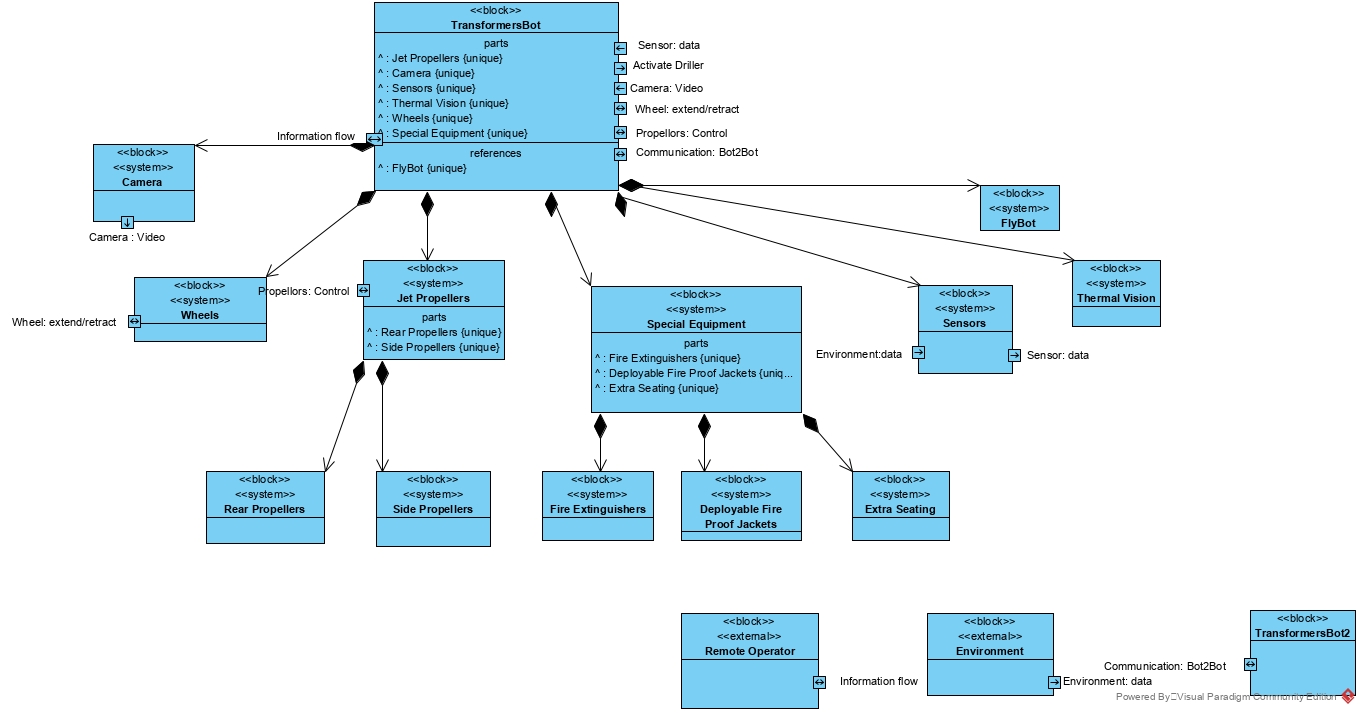 <<block>>
TransformersBot
parts
^ : Jet Propellers {unique}
^ : Camera {unique}
^ : Sensors {unique}
^ : Thermal Vision {unique}
^ : Wheels {unique}
^ : Special Equipment {unique}
references
^ : FlyBot {unique}
Sensor: data
Activate Driller
Camera: Video
Wheel: extend/retract
Propellors: Control
Communication: Bot2Bot
Information flow
<<block>>
<<system>>
Camera
Camera : Video
<<block>>
<<system>>
FlyBot
<<block>>
<<system>>
Wheels
Wheel: extend/retract
<<block>>
<<system>>
Jet Propellers
parts
^ : Rear Propellers {unique}
^ : Side Propellers {unique}
Propellors: Control
<<block>>
<<system>>
Special Equipment
parts
^ : Fire Extinguishers {unique}
^ : Deployable Fire Proof Jackets {uniq...
^ : Extra Seating {unique}
<<block>>
<<system>>
Sensors
Environment:data
Sensor: data
<<block>>
<<system>>
Thermal Vision
<<block>>
<<system>>
Rear Propellers
<<block>>
<<system>>
Side Propellers
<<block>>
<<system>>
Fire Extinguishers
<<block>>
<<system>>
Deployable Fire
Proof Jackets
<<block>>
<<system>>
Extra Seating
<<block>>
<<external>>
Remote Operator
Information flow
<<block>>
<<external>>
Environment
Environment: data
<<block>>
TransformersBot2
Communication: Bot2Bot
Powered By Visual Paradigm Community Edition